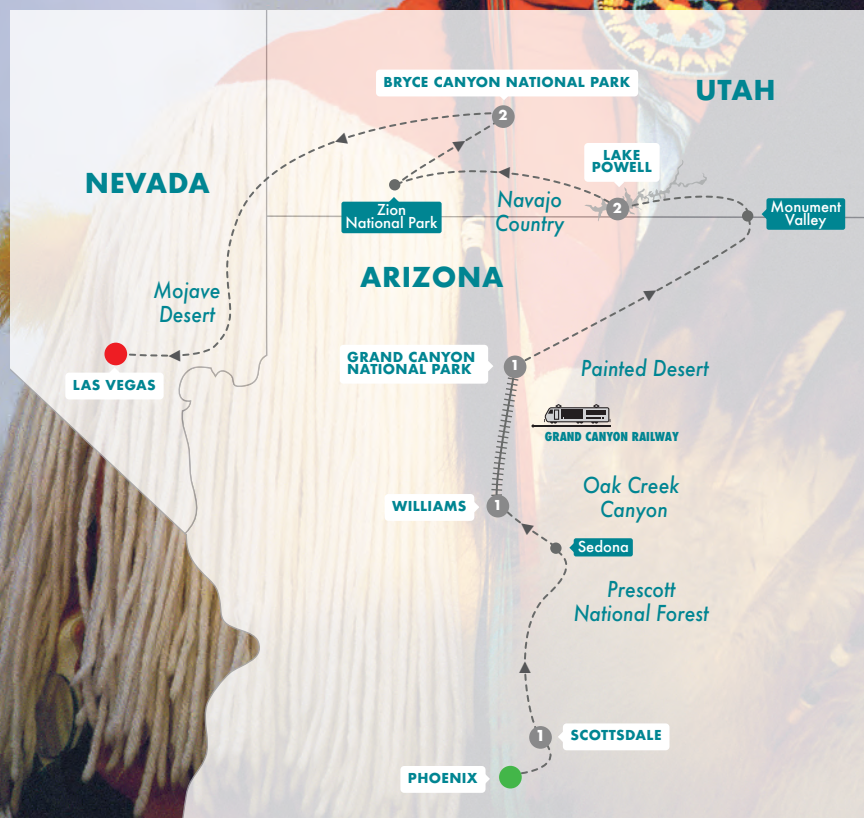 BRYCE CANYON NATIONAL PARK
UTAH
2
LAKE
POWELL
NEVADA
Zion
National Park
Navajo
Country
2
Monument
Valley
ARIZONA
Mojave
Desert
GRAND CANYON
NATIONAL PARK
1
Painted Desert
LAS VEGAS
GRAND CANYON RAILWAY
Oak Creek
Canyon
WILLIAMS
1
Sedona
Prescott
National Forest
1
SCOTTSDALE
PHOENIX